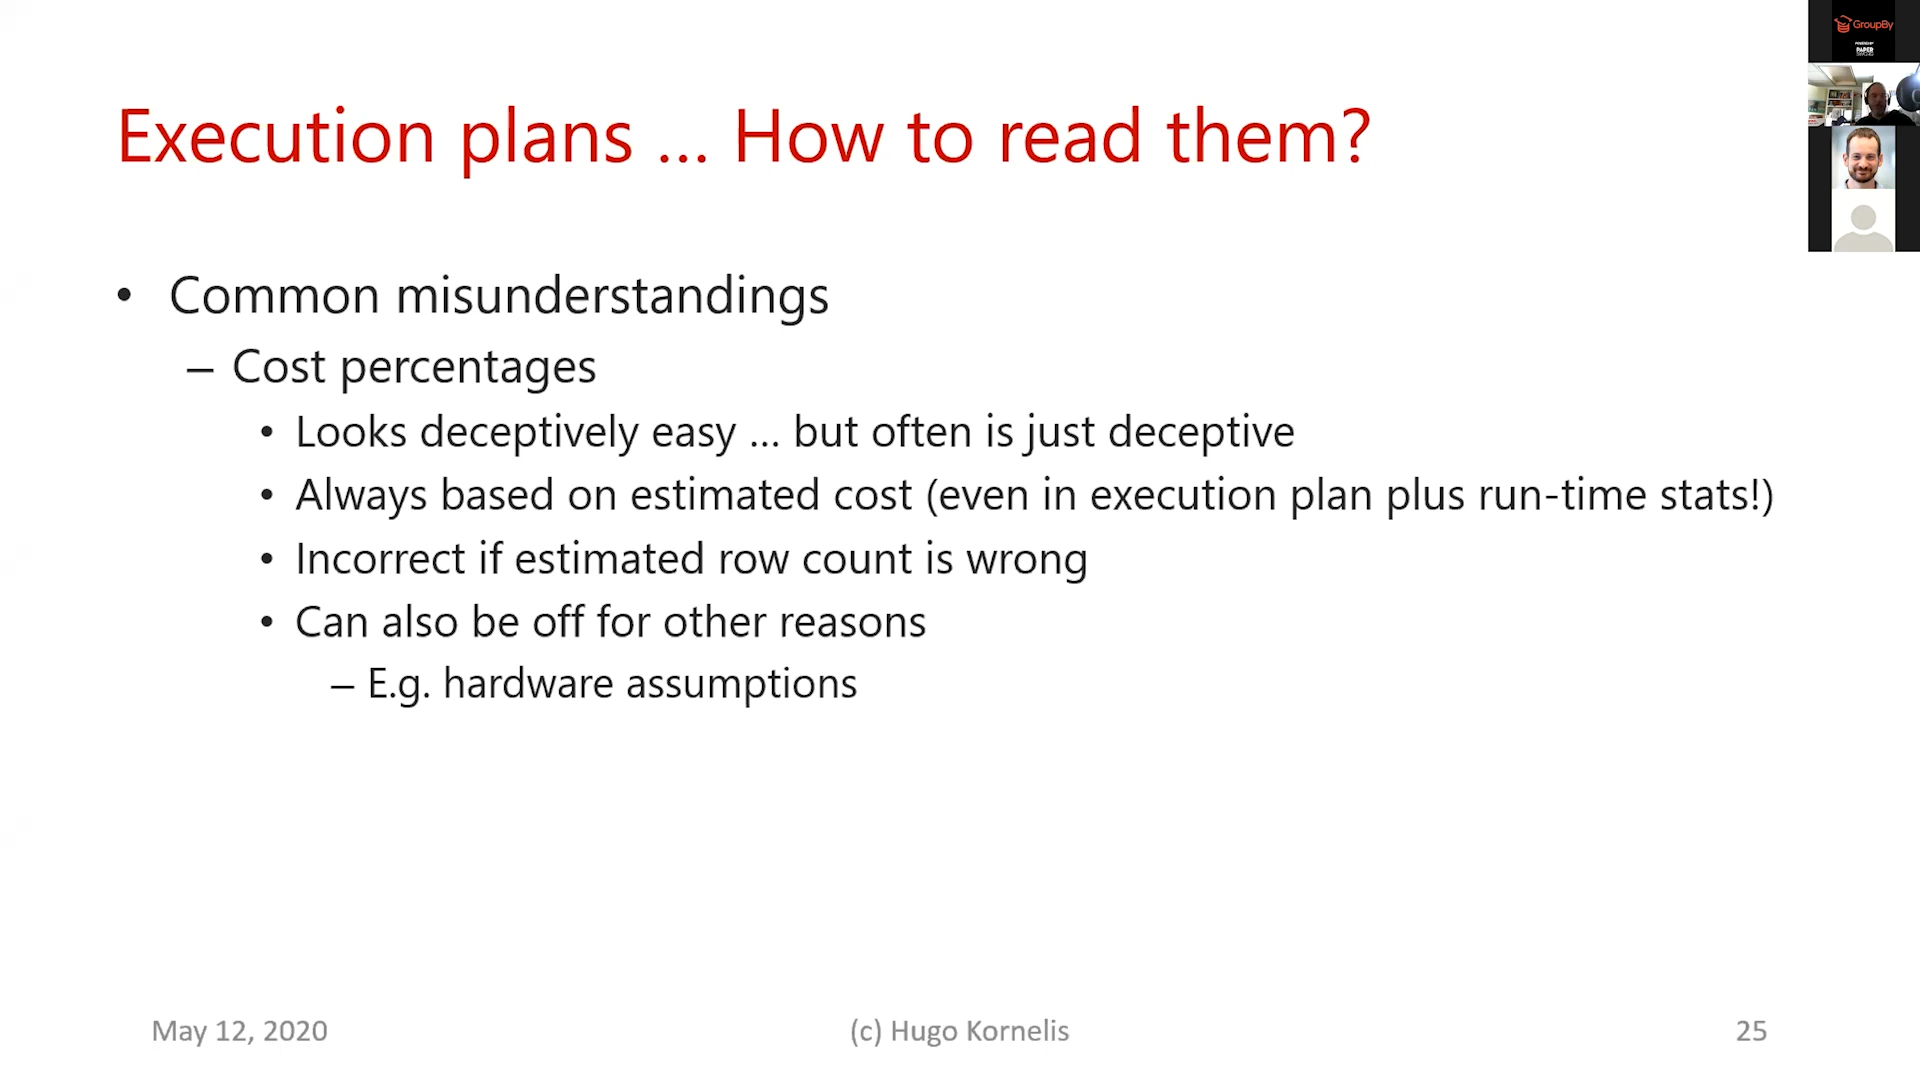 Execution plans ... How to read them?
• Common misunderstandings
– Cost percentages
• Looks deceptively easy ... but often is just deceptive
• Always based on estimated cost (even in execution plan plus run-time stats!)
• Incorrect if estimated row count is wrong
• Can also be off for other reasons
– E.g. hardware assumptions
May 12, 2020
(c) Hugo Kornelis
25
GroupBy
PAPER